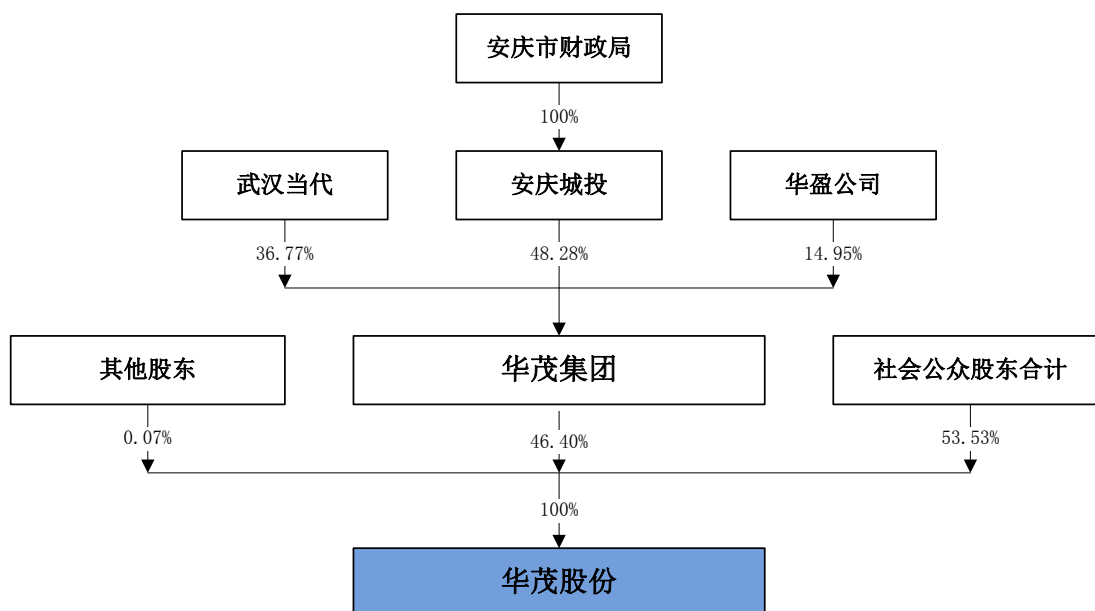 安庆市财政局
100%
武汉当代
安庆城投
华盈公司
36.77%
48.28%
14.95%
其他股东
华茂集团
社会公众股东合计
0.07%
46.40%
53.53%
100%
华茂股份